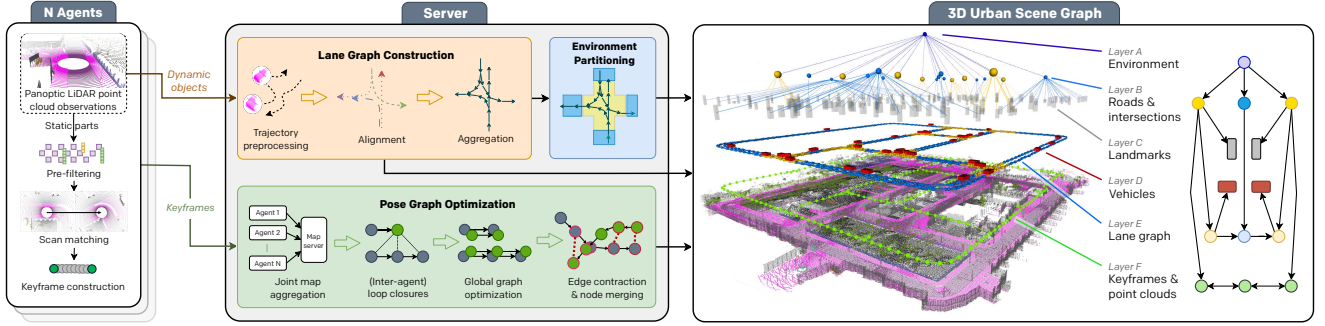 N Agents
Panoptic LiDAR point
cloud observations
Static parts
Pre-filtering
Scan matching
Keyframe construction
Dynamic
objects
Keyframes
Server
Lane Graph Construction
Trajectory
preprocessing
Alignment
Aggregation
Environment
Partitioning
Pose Graph Optimization
Agent 1
Agent 2
Agent N
Map
server
Joint map
aggregation
(Inter-agent)
loop closures
Global graph
optimization
Edge contraction
& node merging
3D Urban Scene Graph
Layer A
Environment
Layer B
Roads &
intersections
Layer C
Landmarks
Layer D
Vehicles
Layer E
Lane graph
Layer F
Keyframes &
point clouds